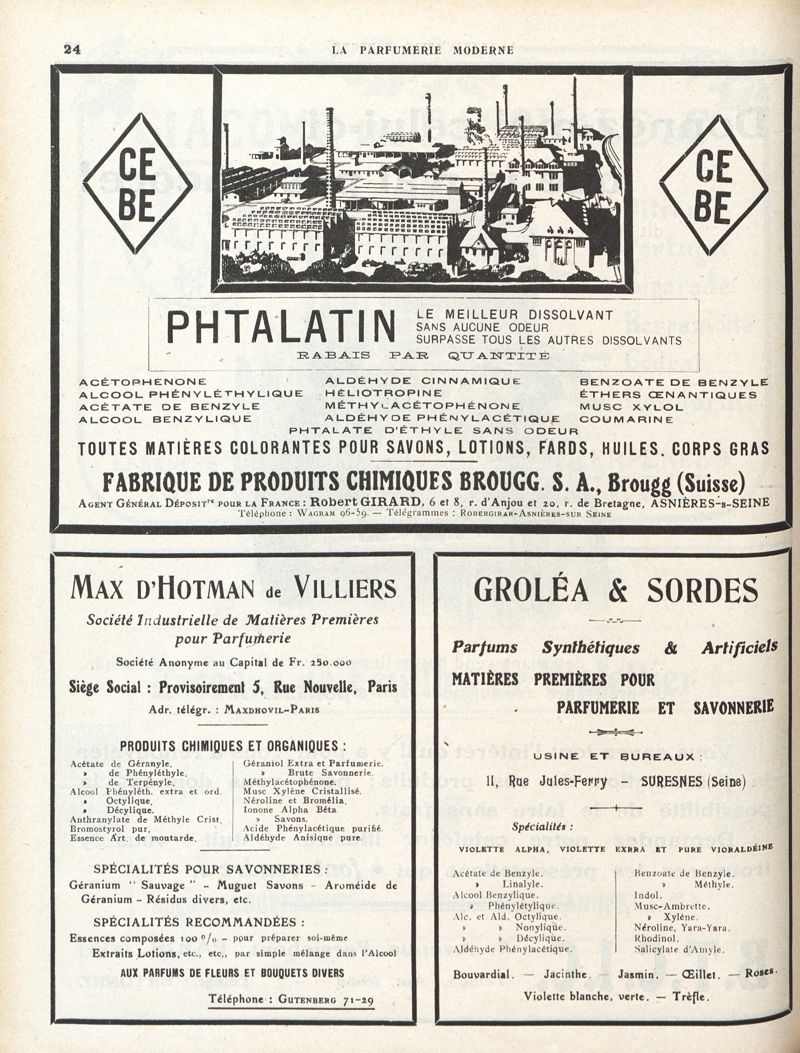 24
LA PARFUMERIE MODERNE
CE
BE
CE
BE
PHTALATIN
LE MEILLEUR DISSOLVANT
SANS AUCUNE ODEUR
SURPASSE TOUS LES AUTRES DISSOLVANTS
RABAIS PAR QUANTITÉ
ACÉTOPHENONE
ALCOOL PHÉNYLÉTHYLIQUE
ACÉTATE DE BENZYLE
ALCOOL BENZYLIQUE
ALDÉHYDE CINNAMIQUE
HÉLIOTROPINE
MÉTHYLACÉTOPHÉNONE
ALDÉHYDE PHÉNYLACÉTIQUE
BENZOATE DE BENZYLE
ÉTHERS ŒNANTIQUES
MUSC XYLOL
COUMARINE
PHTALATE D'ÉTHYLE SANS ODEUR
TOUTES MATIÈRES COLORANTES POUR SAVONS, LOTIONS, FARDS, HUILES. CORPS GRAS
FABRIQUE DE PRODUITS CHIMIQUES BROUGG. S. A., Brougg (Suisse)
AGENT GÉNÉRAL DÉPOSITre POUR LA FRANCE : Robert GIRARD, 6 et 8, r. d'Anjou et 20, r. de Bretagne, ASNIÈRES-s-SEINE
Téléphone : WAGRAM 96-59. — Télégrammes : ROBERGIRAR-ASNIÈRES-SUR SEINE
MAX D'HOTMAN de VILLIERS
Société Industrielle de Matières Premières
pour Parfumerie
Société Anonyme au Capital de Fr. 250.000
Siège Social : Provisoirement 5, Rue Nouvelle, Paris
Adr. télégr. : MAXDHOVIL-PARIS
PRODUITS CHIMIQUES ET ORGANIQUES :
Acétate de Géranyle.
» de Phényléthyle.
» de Terpényle.
Alcool Phényléth. extra et ord.
» Octylique.
» Décylique.
Anthranylate de Méthyle Crist.
Bromostyrol pur.
Essence Art. de moutarde.
Géraniol Extra et Parfumerie.
» Brute Savonnerie.
Méthylacétophénone.
Musc Xylène Cristallisé.
Néroline et Bromélia.
Ionone Alpha Béta
» Savons.
Acide Phénylacétique purifié.
Aldéhyde Anisique pure.
SPÉCIALITÉS POUR SAVONNERIES :
Géranium " Sauvage " - Muguet Savons - Aroméide de
Géranium - Résidus divers, etc.
SPÉCIALITÉS RECOMMANDÉES :
Essences composées 100 % - pour préparer soi-même
Extraits Lotions, etc., etc., par simple mélange dans l'Alcool
AUX PARFUMS DE FLEURS ET BOUQUETS DIVERS
Téléphone : GUTENBERG 71-29
GROLÉA & SORDES
Parfums Synthétiques & Artificiels
MATIÈRES PREMIÈRES POUR
PARFUMERIE ET SAVONNERIE
USINE ET BUREAUX :
11, Rue Jules-Ferry - SURESNES (Seine)
Spécialités :
VIOLETTE ALPHA, VIOLETTE EXRRA ET PURE VIORALDÉINE
Acétate de Benzyle.
» Linalyle.
Alcool Benzylique.
» Phénylétylique.
Alc. et Ald. Octylique.
» » Nonylique.
» » Décylique.
Aldéhyde Phénylacétique.
Benzoate de Benzyle.
» Méthyle.
Indol.
Musc-Ambrette.
» Xylène.
Néroline, Yara-Yara.
Rhodinol.
Salicylate d'Amyle.
Bouvardial. — Jacinthe. — Jasmin. — Œillet. — Roses.
Violette blanche, verte. — Trèfle.